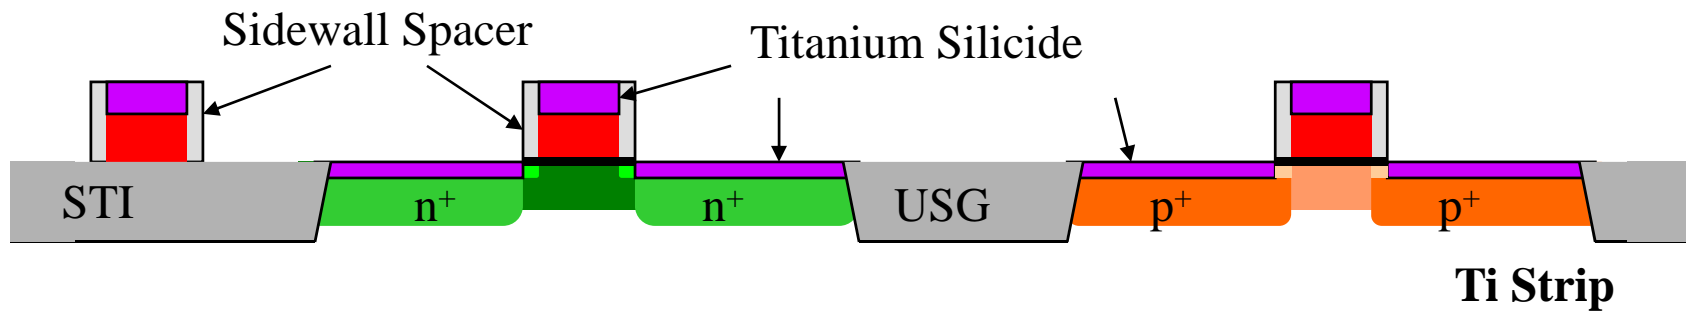 Sidewall Spacer
Titanium Silicide
STI
n+
n+
USG
p+
p+
Ti Strip